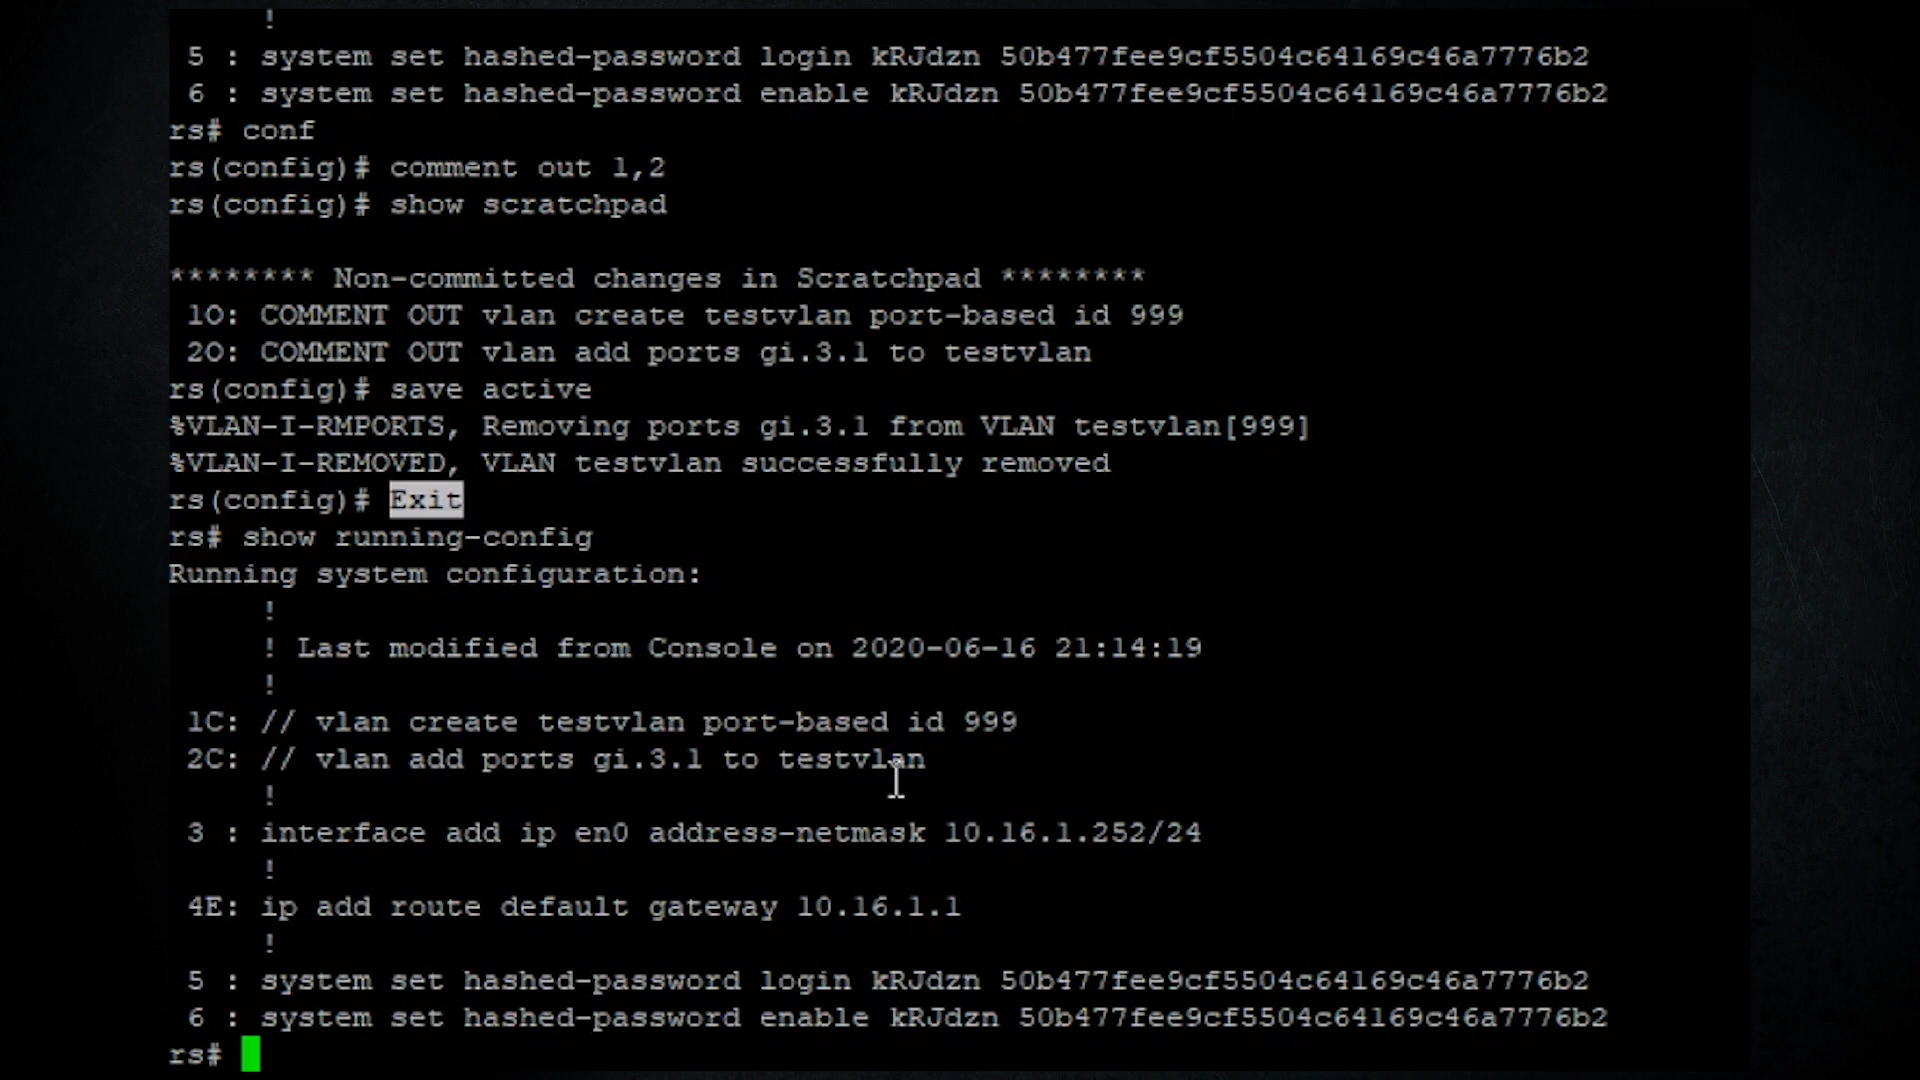 !
5 : system set hashed-password login kRJdzn 50b477fee9cf5504c64169c46a7776b2
6 : system set hashed-password enable kRJdzn 50b477fee9cf5504c64169c46a7776b2
rs# conf
rs(config)# comment out 1,2
rs(config)# show scratchpad
******** Non-committed changes in Scratchpad ********
1O: COMMENT OUT vlan create testvlan port-based id 999
2O: COMMENT OUT vlan add ports gi.3.1 to testvlan
rs(config)# save active
%VLAN-I-RMPORTS, Removing ports gi.3.1 from VLAN testvlan[999]
%VLAN-I-REMOVED, VLAN testvlan successfully removed
rs(config)# Exit
rs# show running-config
Running system configuration:
!
! Last modified from Console on 2020-06-16 21:14:19
!
1C: // vlan create testvlan port-based id 999
2C: // vlan add ports gi.3.1 to testvlan
!
3 : interface add ip en0 address-netmask 10.16.1.252/24
!
4E: ip add route default gateway 10.16.1.1
!
5 : system set hashed-password login kRJdzn 50b477fee9cf5504c64169c46a7776b2
6 : system set hashed-password enable kRJdzn 50b477fee9cf5504c64169c46a7776b2
rs#